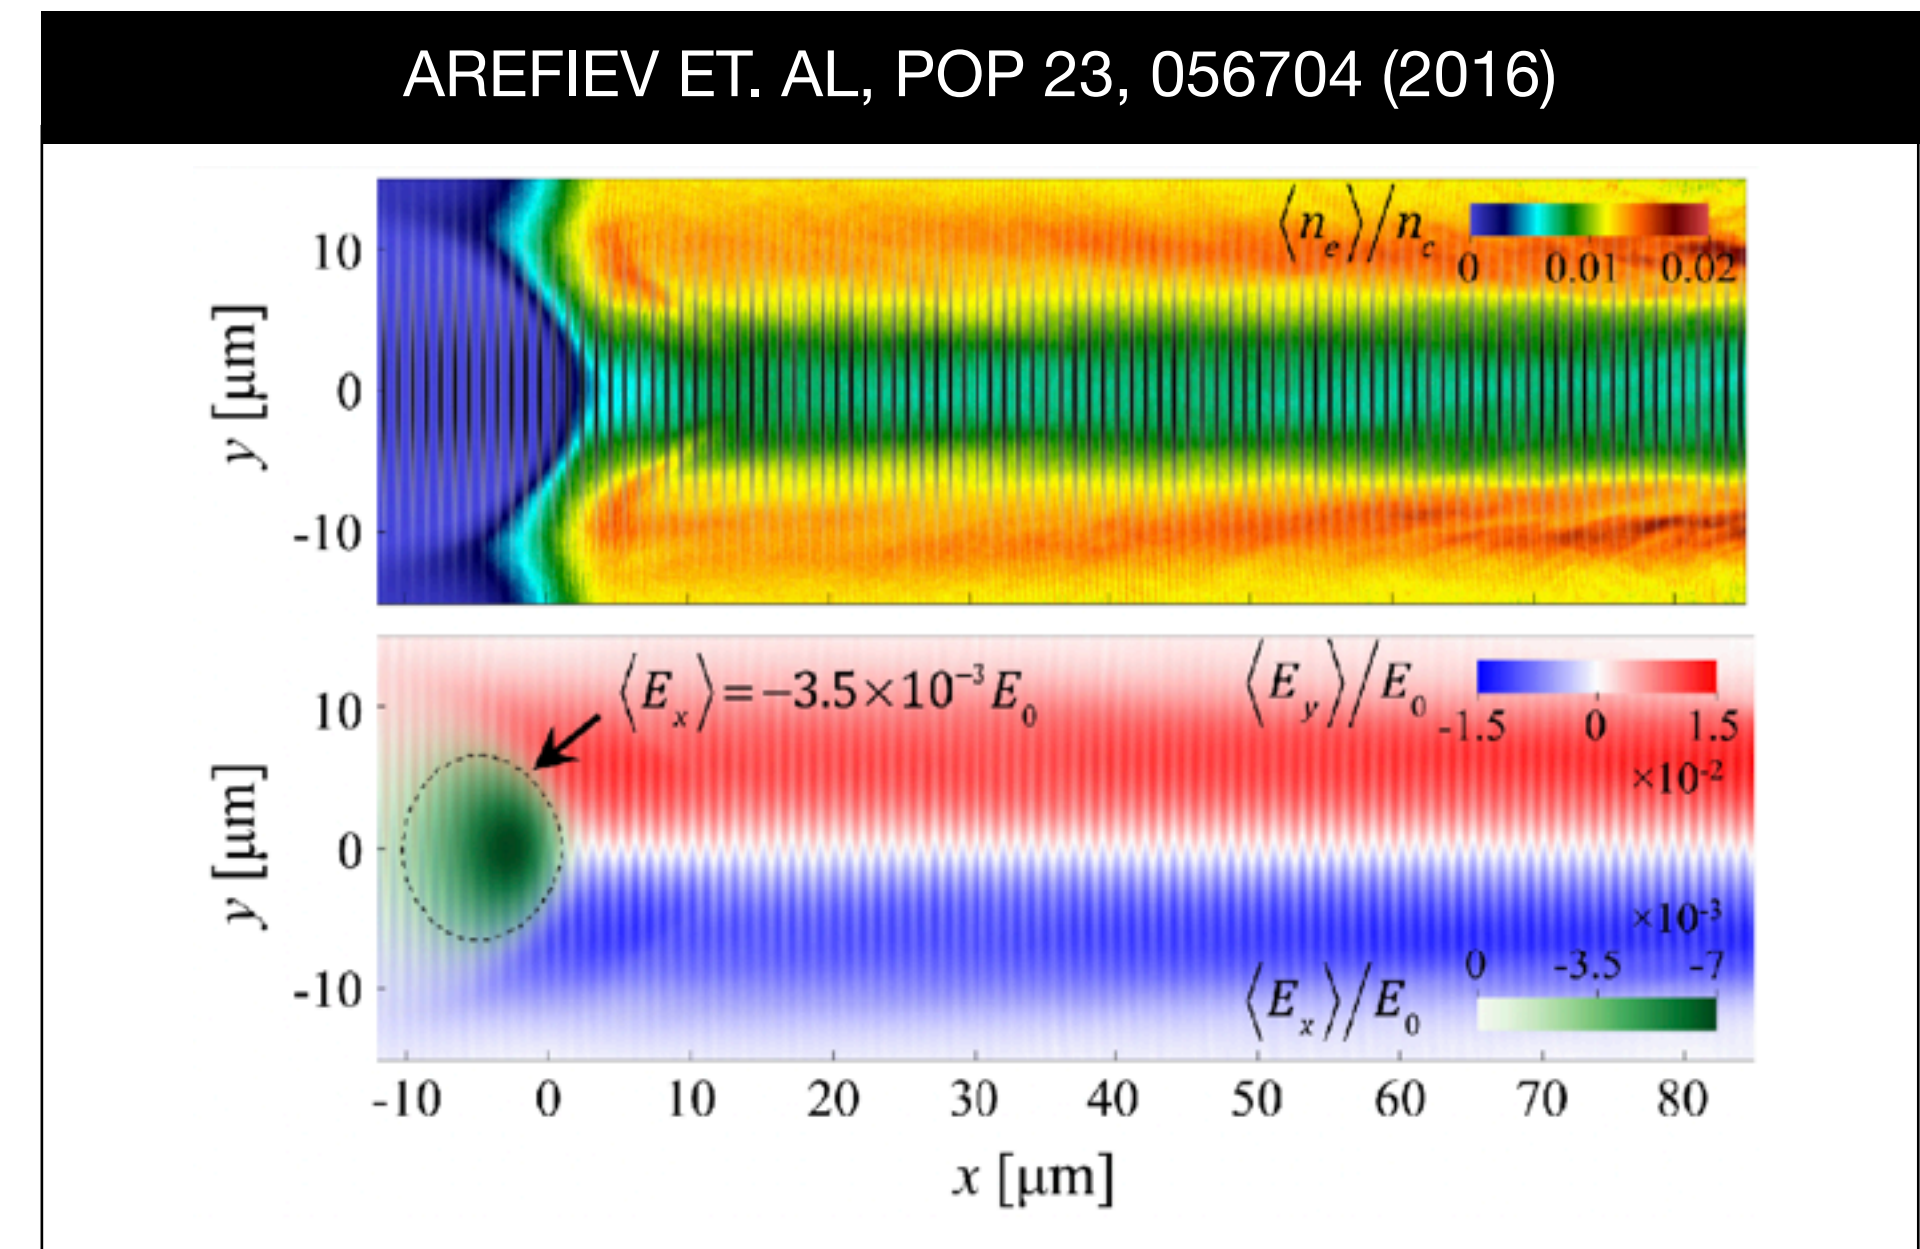 AREFIEV ET. AL, POP 23, 056704 (2016)
⟨n_e⟩/n_c
0 0.01 0.02
10
0
-10
y [μm]
⟨E_x⟩=−3.5×10⁻³E₀
⟨E_y⟩/E₀
-1.5 0 1.5
×10⁻²
10
0
-10
y [μm]
×10⁻³
0 -3.5 -7
⟨E_x⟩/E₀
-10 0 10 20 30 40 50 60 70 80
x [μm]